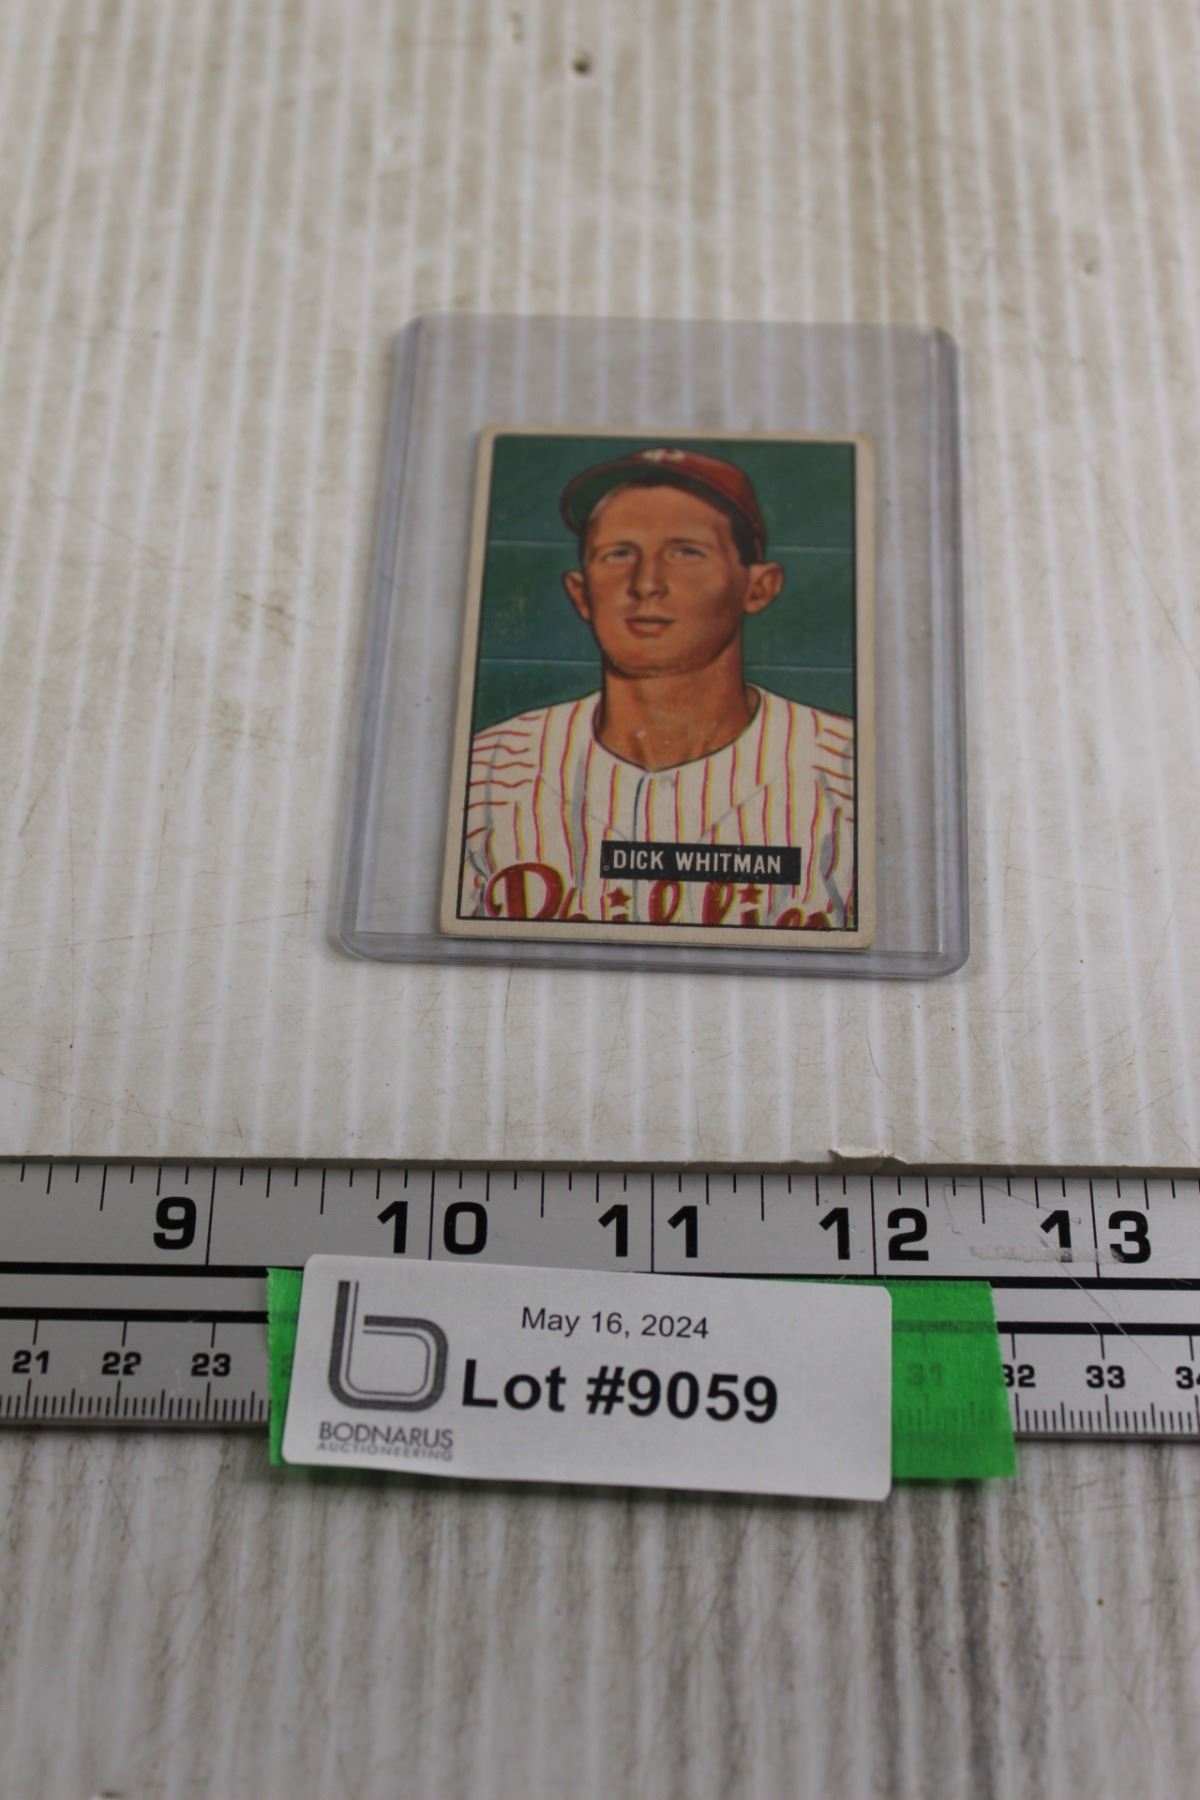 DICK WHITMAN
Phillies
9 10 11 12 13
21 22 23 31 32 33
May 16, 2024
Lot #9059
BODNARUS
AUCTIONEERING